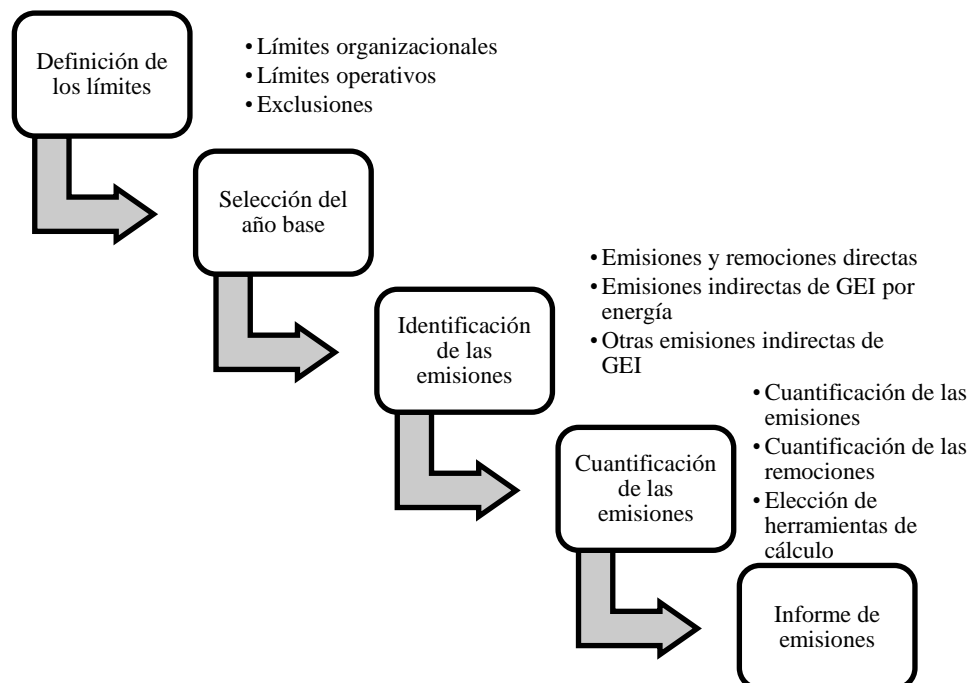 Definición de
los límites
• Límites organizacionales
• Límites operativos
• Exclusiones
Selección del
año base
Identificación
de las
emisiones
• Emisiones y remociones directas
• Emisiones indirectas de GEI por
energía
• Otras emisiones indirectas de
GEI
Cuantificación
de las
emisiones
• Cuantificación de las
emisiones
• Cuantificación de las
remociones
• Elección de
herramientas de
cálculo
Informe de
emisiones